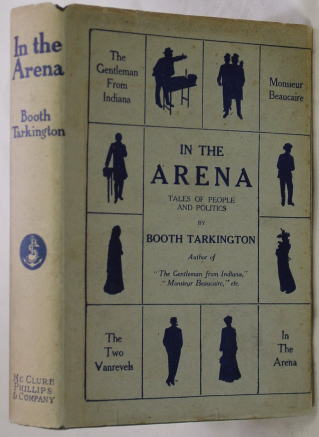 In the
Arena
Booth
Tarkington
Mc CLURE
PHILLIPS
& COMPANY
The
Gentleman
From
Indiana
Monsieur
Beaucaire
IN THE
ARENA
TALES OF PEOPLE
AND POLITICS
BY
BOOTH TARKINGTON
Author of
"The Gentleman from Indiana,"
"Monsieur Beaucaire," etc.
The
Two
Vanrevels
In
The
Arena